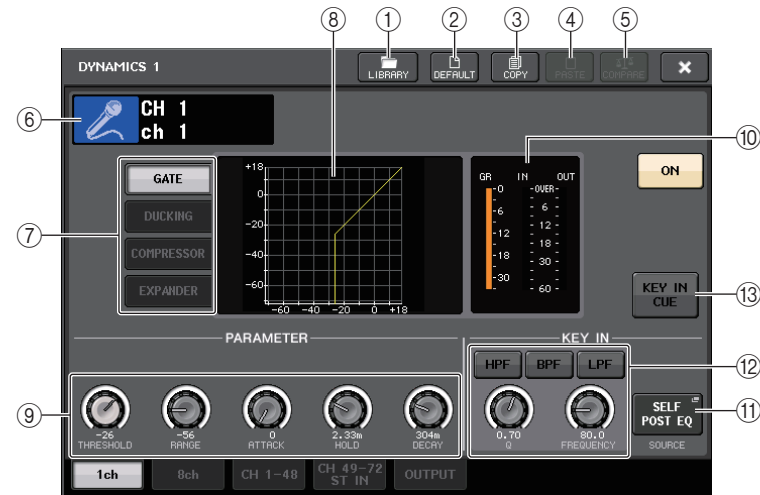 ⑧ ① ② ③ ④ ⑤
DYNAMICS 1
LIBRARY DEFAULT COPY PASTE COMPARE
⑥
CH 1
ch 1
⑦
GATE
DUCKING
COMPRESSOR
EXPANDER
+18
0
-20
-40
-60
-60 -40 -20 0 +18
⑩
GR IN OUT
0 OVER
-6 6
-12 12
18
-18
30
-30
60
ON
KEY IN
CUE
⑬
PARAMETER
KEY IN
HPF BPF LPF
⑫
⑨
-26 -56 0 2.33m 304m
THRESHOLD RANGE ATTACK HOLD DECAY
0.70 80.0
Q FREQUENCY
SELF
POST EQ
SOURCE
⑪
1ch 8ch CH 1-48 CH 49-72
ST IN OUTPUT